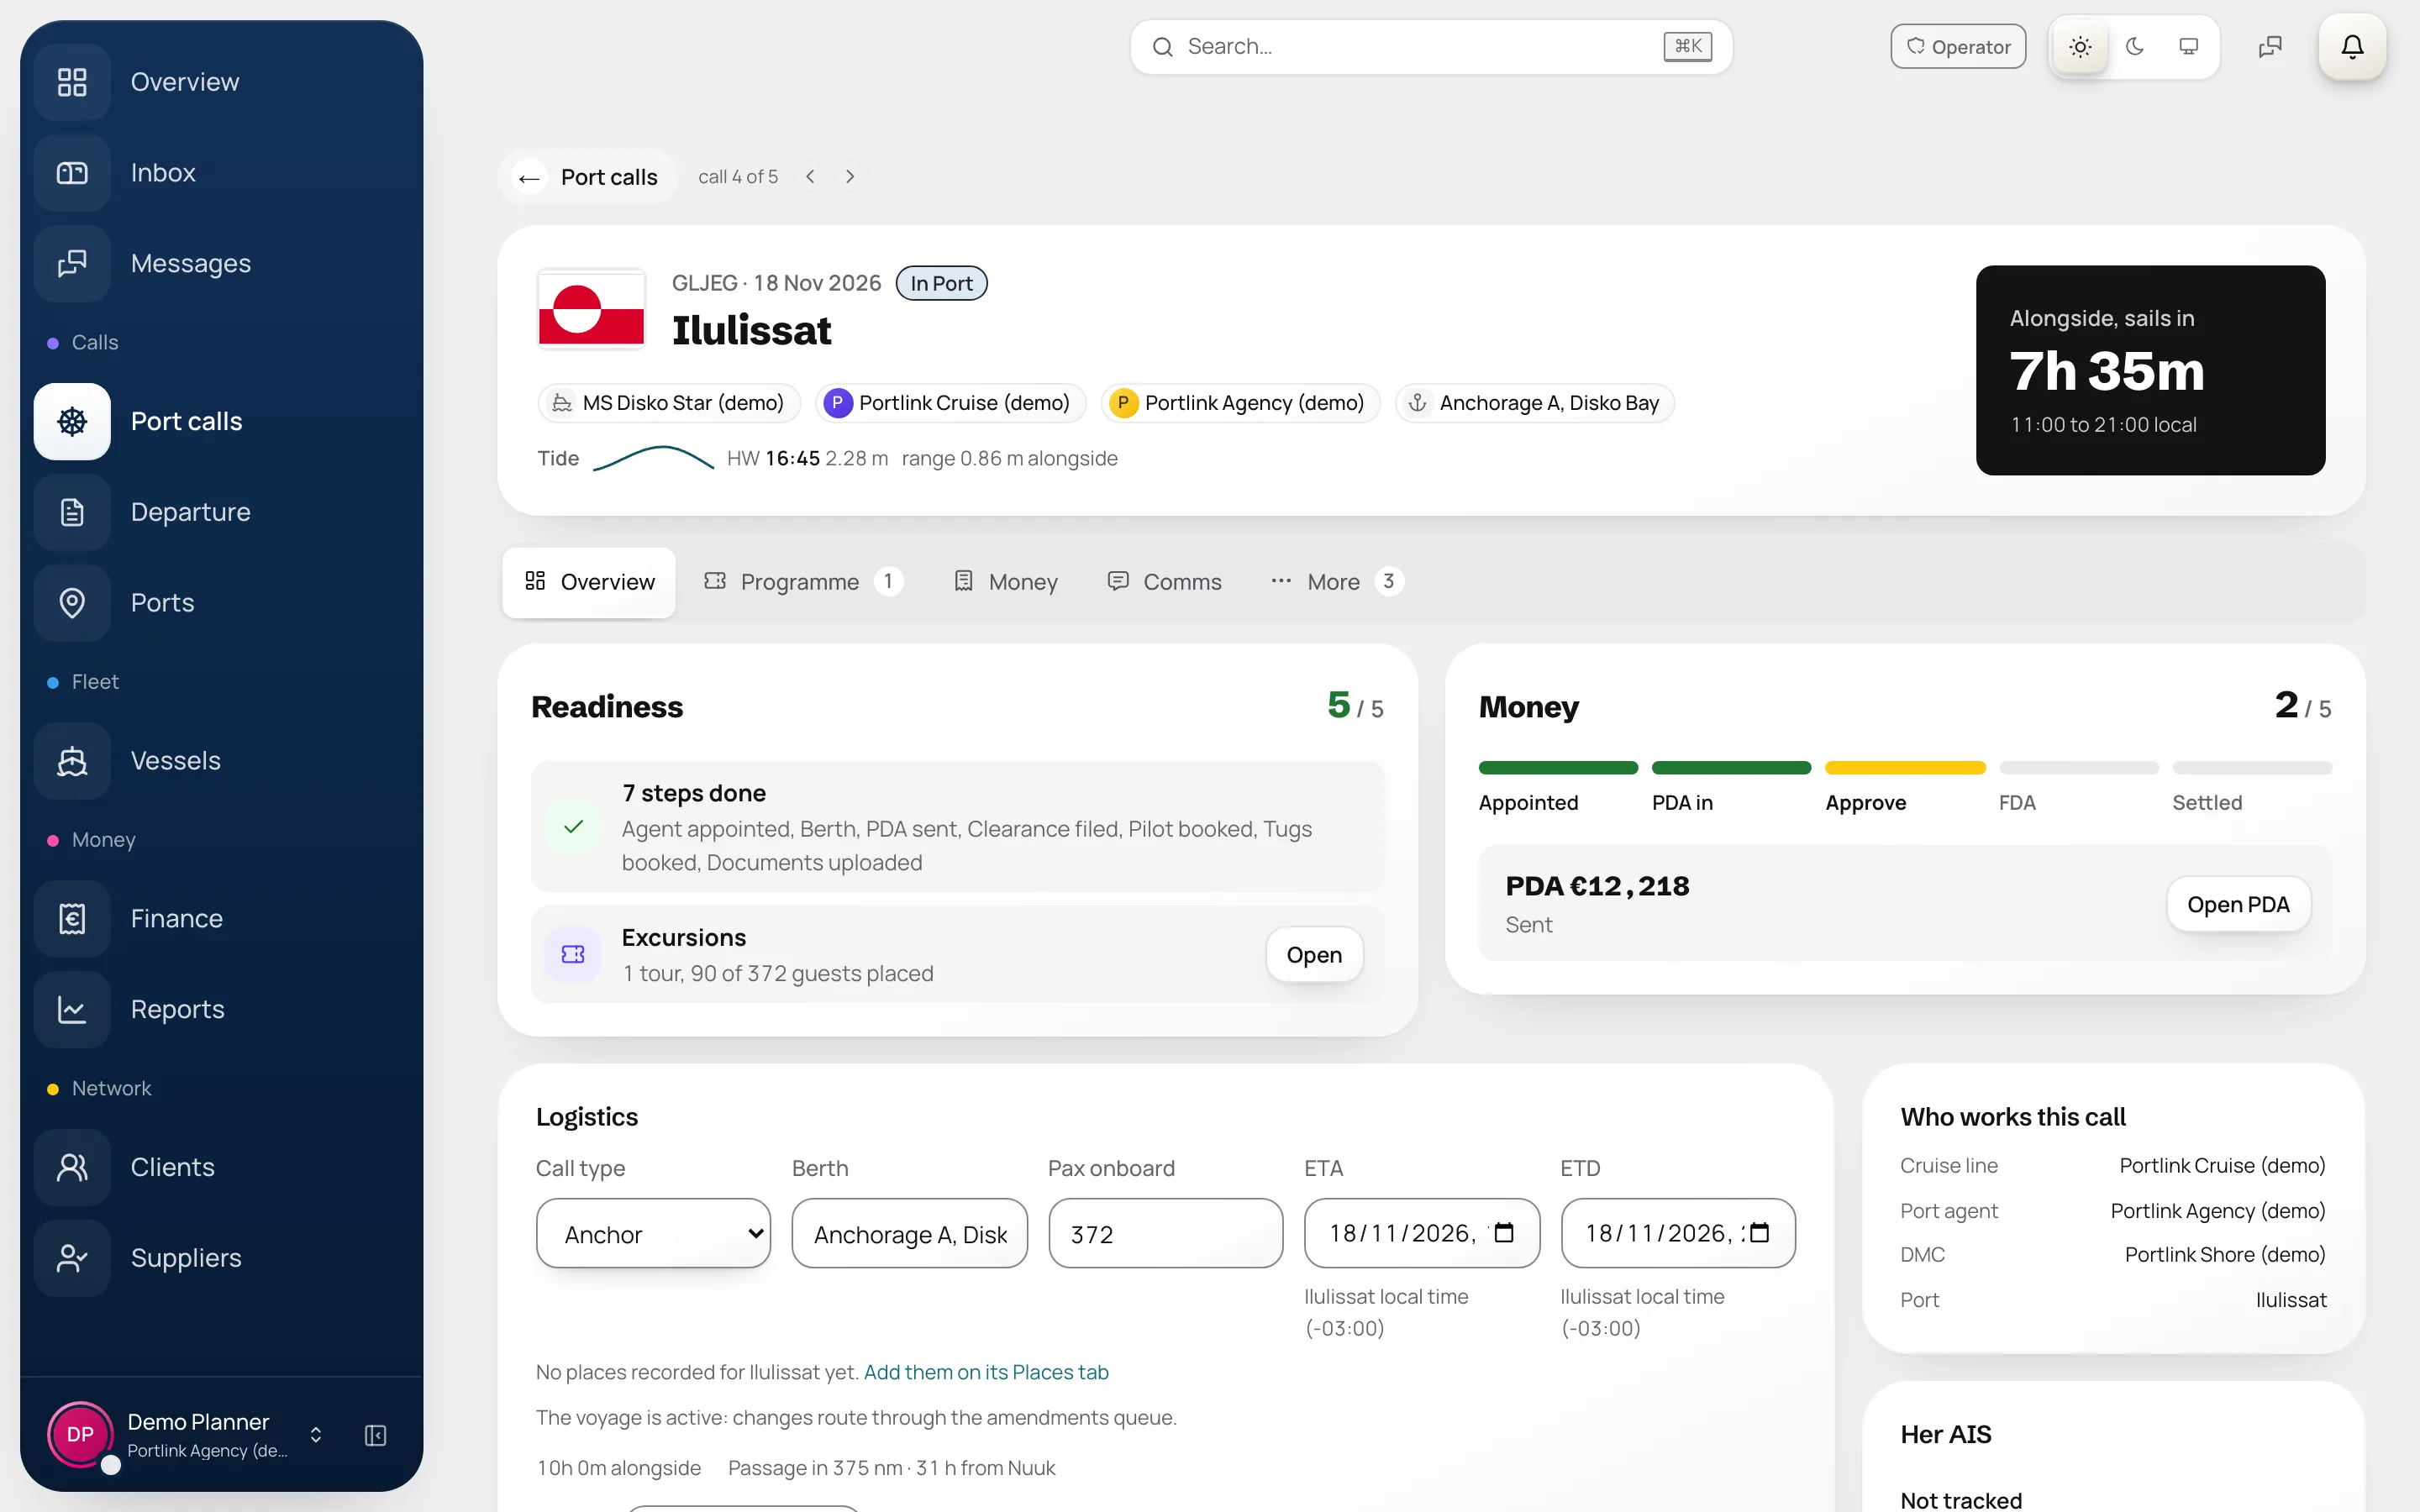 Overview
Inbox
Messages
Calls
Port calls
Departure
Ports
Fleet
Vessels
Money
Finance
Reports
Network
Clients
Suppliers
DP
Demo Planner
Portlink Agency (de...
Search...
⌘K
Operator
← Port calls
call 4 of 5
GLJEG · 18 Nov 2026
In Port
Ilulissat
MS Disko Star (demo)
P Portlink Cruise (demo)
P Portlink Agency (demo)
Anchorage A, Disko Bay
Tide
HW 16:45 2.28 m range 0.86 m alongside
Alongside, sails in
7h 35m
11:00 to 21:00 local
Overview
Programme 1
Money
Comms
More 3
Readiness
5 / 5
7 steps done
Agent appointed, Berth, PDA sent, Clearance filed, Pilot booked, Tugs
booked, Documents uploaded
Excursions
1 tour, 90 of 372 guests placed
Open
Money
2 / 5
Appointed
PDA in
Approve
FDA
Settled
PDA €12,218
Sent
Open PDA
Logistics
Call type
Berth
Pax onboard
ETA
ETD
Anchor
Anchorage A, Disk
372
18/11/2026,
18/11/2026,
Ilulissat local time
(-03:00)
Ilulissat local time
(-03:00)
No places recorded for Ilulissat yet. Add them on its Places tab
The voyage is active: changes route through the amendments queue.
10h 0m alongside
Passage in 375 nm · 31 h from Nuuk
Who works this call
Cruise line
Portlink Cruise (demo)
Port agent
Portlink Agency (demo)
DMC
Portlink Shore (demo)
Port
Ilulissat
Her AIS
Not tracked